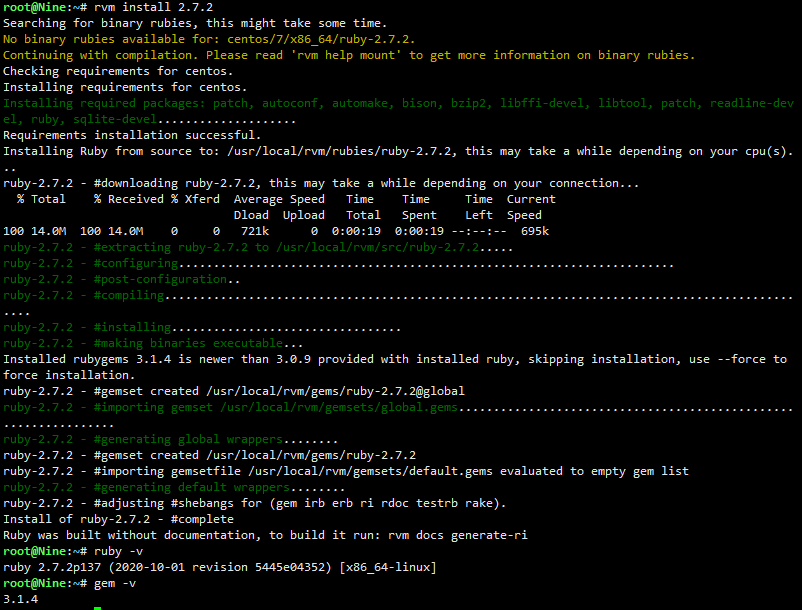 root@Nine:~# rvm install 2.7.2
Searching for binary rubies, this might take some time.
No binary rubies available for: centos/7/x86_64/ruby-2.7.2.
Continuing with compilation. Please read 'rvm help mount' to get more information on binary rubies.
Checking requirements for centos.
Installing requirements for centos.
Installing required packages: patch, autoconf, automake, bison, bzip2, libffi-devel, libtool, patch, readline-dev
el, ruby, sqlite-devel....................
Requirements installation successful.
Installing Ruby from source to: /usr/local/rvm/rubies/ruby-2.7.2, this may take a while depending on your cpu(s).
..
ruby-2.7.2 - #downloading ruby-2.7.2, this may take a while depending on your connection...
  % Total    % Received % Xferd  Average Speed   Time    Time     Time  Current
                                 Dload  Upload   Total   Spent    Left  Speed
100 14.0M  100 14.0M    0     0   721k      0  0:00:19  0:00:19 --:--:--  695k
ruby-2.7.2 - #extracting ruby-2.7.2 to /usr/local/rvm/src/ruby-2.7.2.....
ruby-2.7.2 - #configuring.......................................................................
ruby-2.7.2 - #post-configuration..
ruby-2.7.2 - #compiling..........................................................................................
....
ruby-2.7.2 - #installing.................................
ruby-2.7.2 - #making binaries executable...
Installed rubygems 3.1.4 is newer than 3.0.9 provided with installed ruby, skipping installation, use --force to
force installation.
ruby-2.7.2 - #gemset created /usr/local/rvm/gems/ruby-2.7.2@global
ruby-2.7.2 - #importing gemset /usr/local/rvm/gemsets/global.gems................................................
................
ruby-2.7.2 - #generating global wrappers........
ruby-2.7.2 - #gemset created /usr/local/rvm/gems/ruby-2.7.2
ruby-2.7.2 - #importing gemsetfile /usr/local/rvm/gemsets/default.gems evaluated to empty gem list
ruby-2.7.2 - #generating default wrappers........
ruby-2.7.2 - #adjusting #shebangs for (gem irb erb ri rdoc testrb rake).
Install of ruby-2.7.2 - #complete
Ruby was built without documentation, to build it run: rvm docs generate-ri
root@Nine:~# ruby -v
ruby 2.7.2p137 (2020-10-01 revision 5445e04352) [x86_64-linux]
root@Nine:~# gem -v
3.1.4